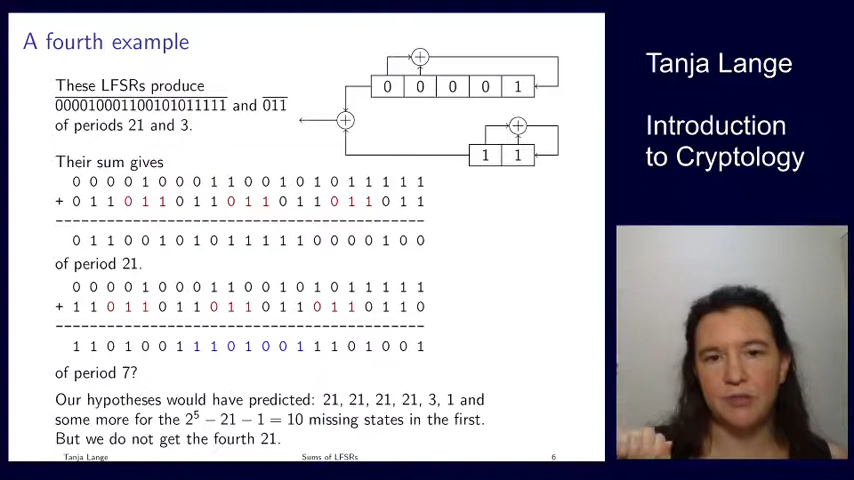 A fourth example
These LFSRs produce
000010001100101011111 and 011
of periods 21 and 3.
+
0 0 0 0 1
+
+
1 1
Their sum gives
0 0 0 0 1 0 0 0 1 1 0 0 1 0 1 0 1 1 1 1 1
+ 0 1 1 0 1 1 0 1 1 0 1 1 0 1 1 0 1 1 0 1 1
0 1 1 0 0 1 0 1 0 1 1 1 1 1 0 0 0 0 1 0 0
of period 21.
0 0 0 0 1 0 0 0 1 1 0 0 1 0 1 0 1 1 1 1 1
+ 1 1 0 1 1 0 1 1 0 1 1 0 1 1 0 1 1 0 1 1 0
1 1 0 1 0 0 1 1 1 0 1 0 0 1 1 1 0 1 0 0 1
of period 7?
Our hypotheses would have predicted: 21, 21, 21, 21, 3, 1 and
some more for the 2⁵ − 21 − 1 = 10 missing states in the first.
But we do not get the fourth 21.
Tanja Lange
Sums of LFSRs
6
Tanja Lange
Introduction
to Cryptology